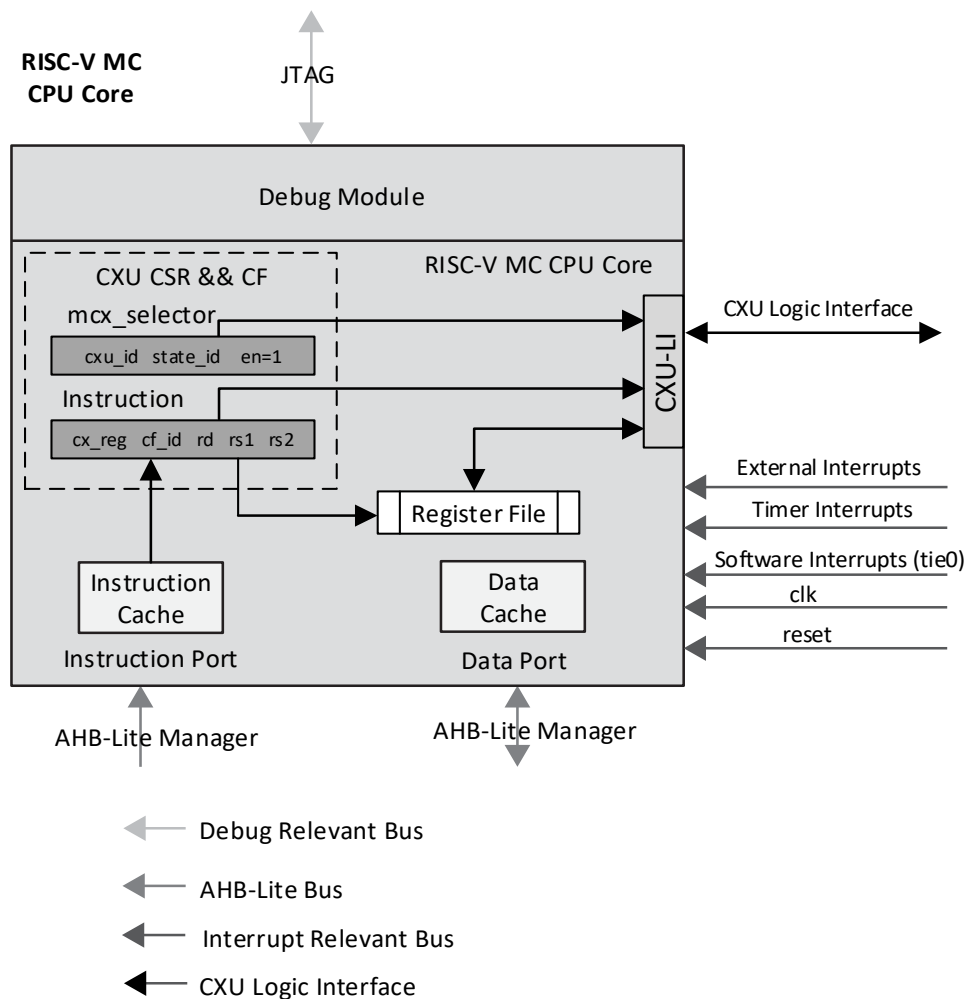 RISC-V MC
CPU Core
JTAG
Debug Module
CXU CSR && CF
RISC-V MC CPU Core
mcx_selector
cxu_id state_id en=1
Instruction
cx_reg cf_id rd rs1 rs2
CXU-LI
CXU Logic Interface
Register File
External Interrupts
Timer Interrupts
Software Interrupts (tie0)
clk
reset
Instruction
Cache
Data
Cache
Instruction Port
Data Port
AHB-Lite Manager
AHB-Lite Manager
Debug Relevant Bus
AHB-Lite Bus
Interrupt Relevant Bus
CXU Logic Interface